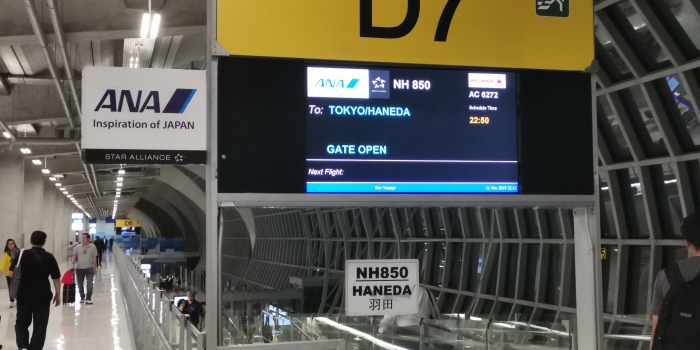 D7
ANA
Inspiration of JAPAN
STAR ALLIANCE
ANA NH 850
AC 6272
To: TOKYO/HANEDA
Schedule Time
22:50
GATE OPEN
Next Flight:
Bon Voyage
D6
NH850
HANEDA
羽田